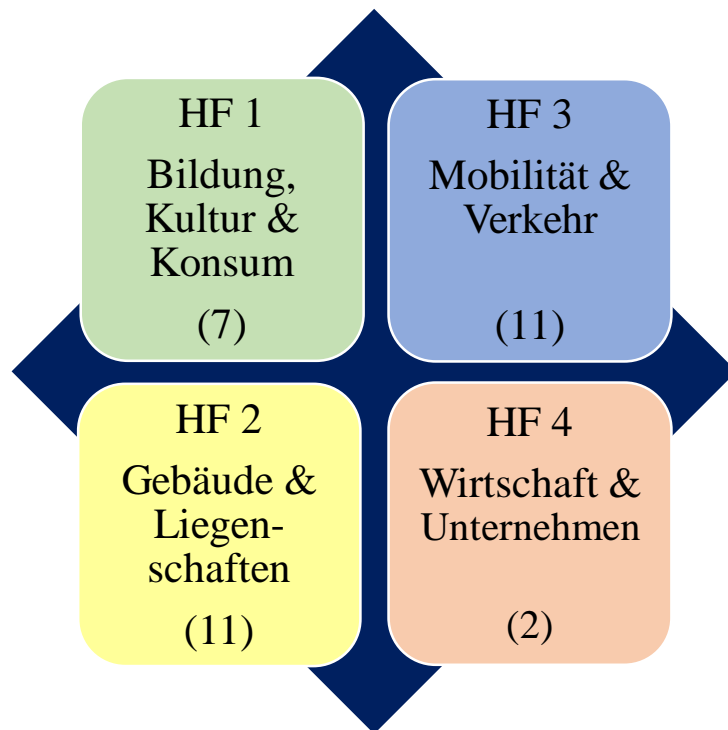 HF 1
Bildung,
Kultur &
Konsum
(7)
HF 3
Mobilität &
Verkehr
(11)
HF 2
Gebäude &
Liegen-
schaften
(11)
HF 4
Wirtschaft &
Unternehmen
(2)